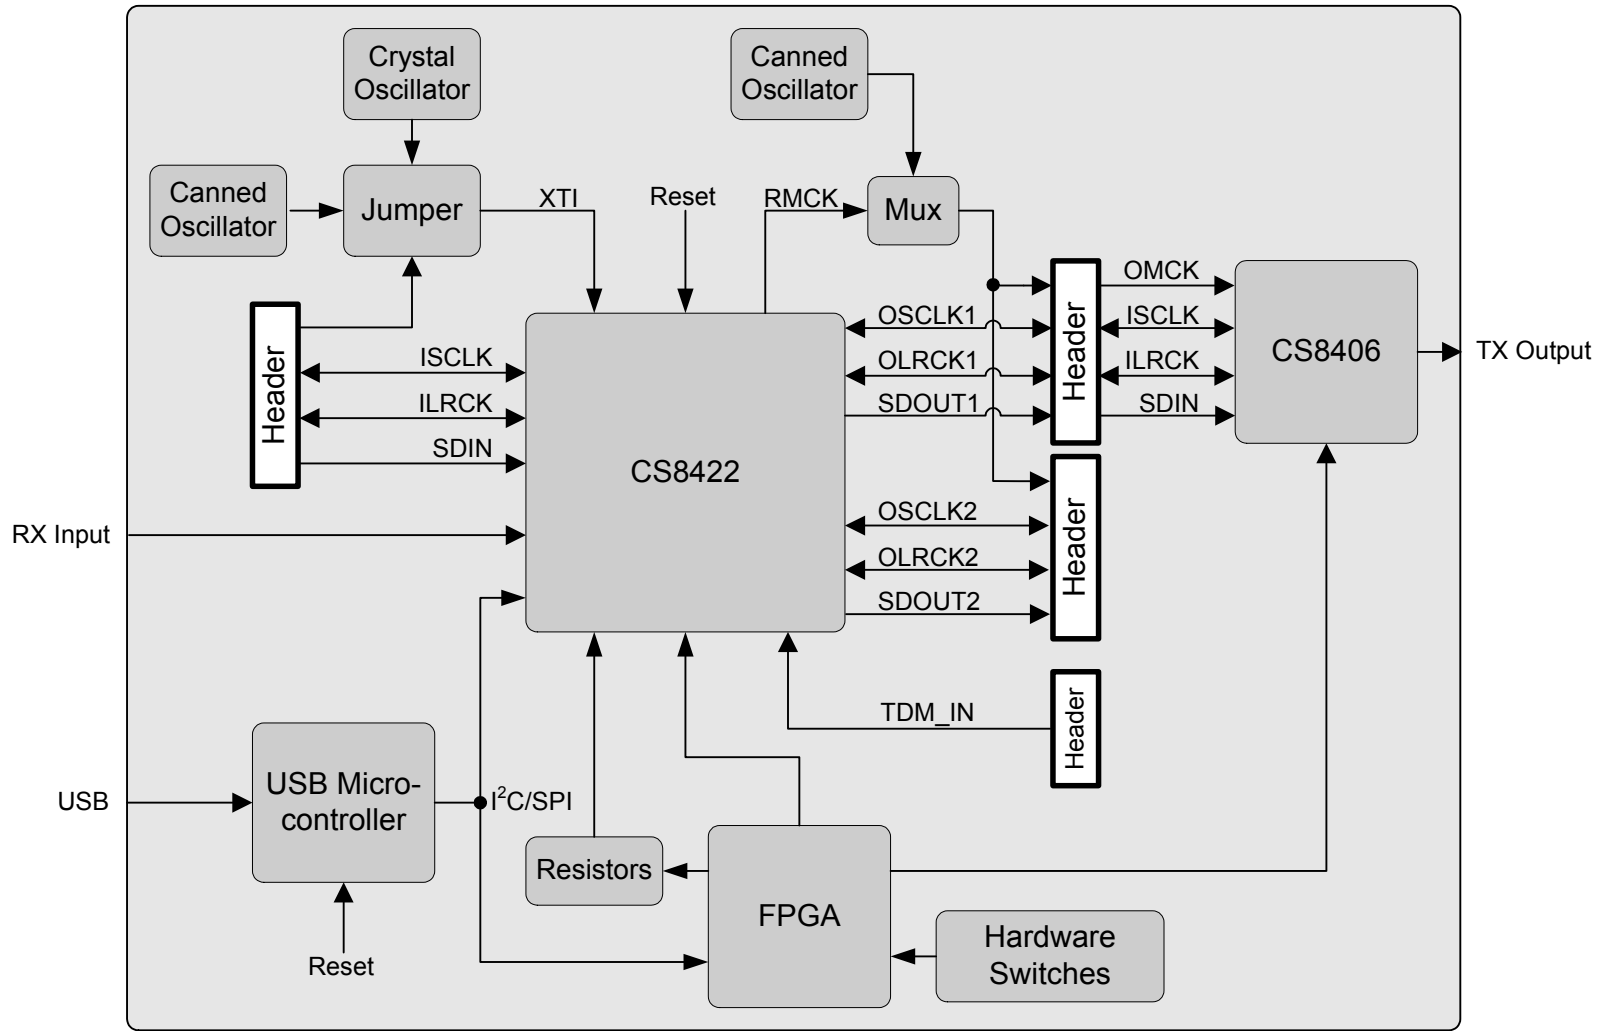 Crystal
Oscillator
Canned
Oscillator
Canned
Oscillator
Jumper
XTI
Reset
RMCK
Mux
Header
ISCLK
ILRCK
SDIN
CS8422
OSCLK1
OLRCK1
SDOUT1
Header
OMCK
ISCLK
ILRCK
SDIN
CS8406
TX Output
RX Input
OSCLK2
OLRCK2
SDOUT2
Header
TDM_IN
Header
USB
USB Micro-
controller
I²C/SPI
Reset
Resistors
FPGA
Hardware
Switches